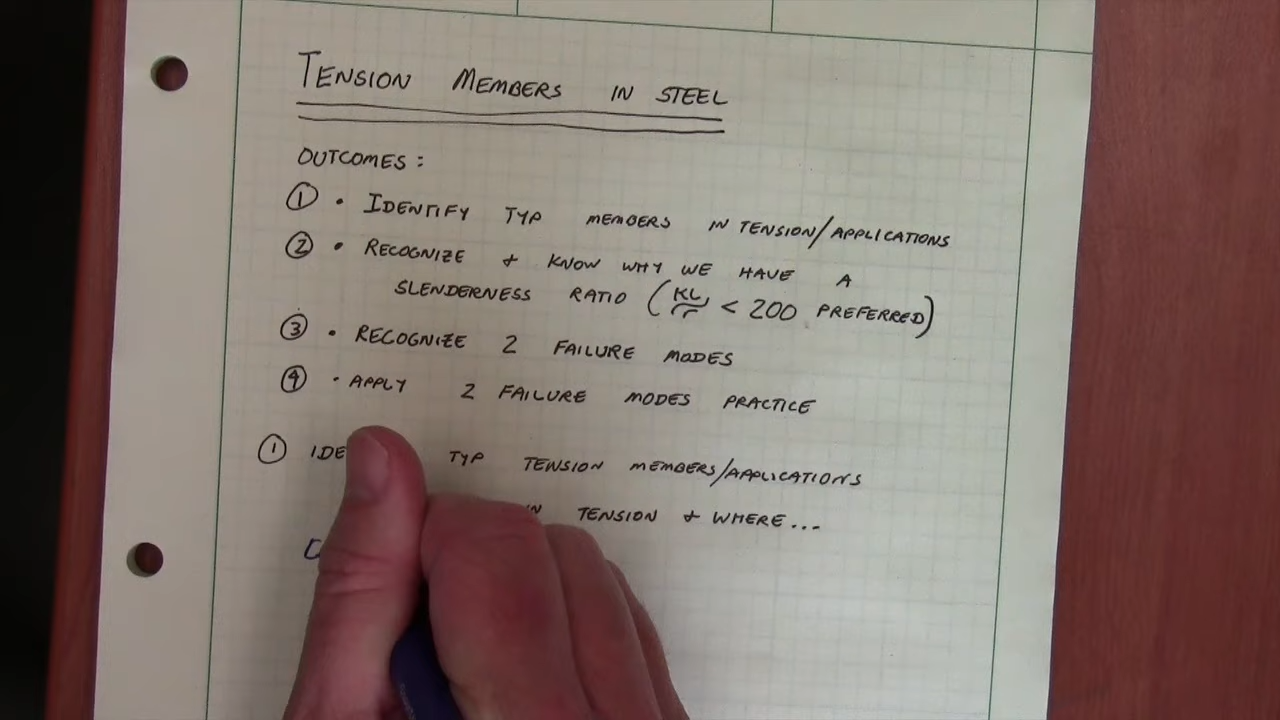 TENSION MEMBERS IN STEEL
OUTCOMES:
① • IDENTIFY TYP MEMBERS IN TENSION/APPLICATIONS
② • RECOGNIZE & KNOW WHY WE HAVE A
SLENDERNESS RATIO (KL/r < 200 PREFERRED)
③ • RECOGNIZE 2 FAILURE MODES
④ • APPLY 2 FAILURE MODES PRACTICE
① TYP TENSION MEMBERS/APPLICATIONS
TENSION & WHERE...